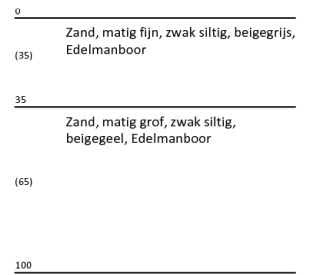 0
Zand, matig fijn, zwak siltig, beigegrijs,
Edelmanboor
(35)
35
Zand, matig grof, zwak siltig,
beigegeel, Edelmanboor
(65)
100